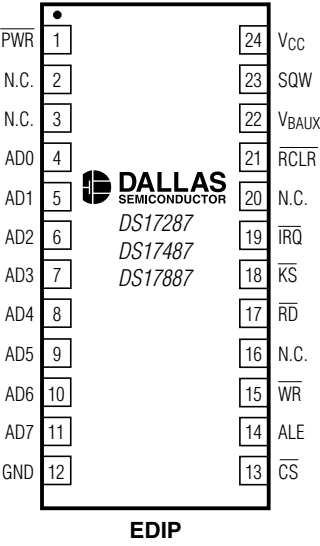 PWR 1 24 VCC
N.C. 2 23 SQW
N.C. 3 22 VBAUX
AD0 4 21 RCLR
AD1 5 DALLAS SEMICONDUCTOR 20 N.C.
AD2 6 DS17287 19 IRQ
DS17487
AD3 7 DS17887 18 KS
AD4 8 17 RD
AD5 9 16 N.C.
AD6 10 15 WR
AD7 11 14 ALE
GND 12 13 CS
EDIP